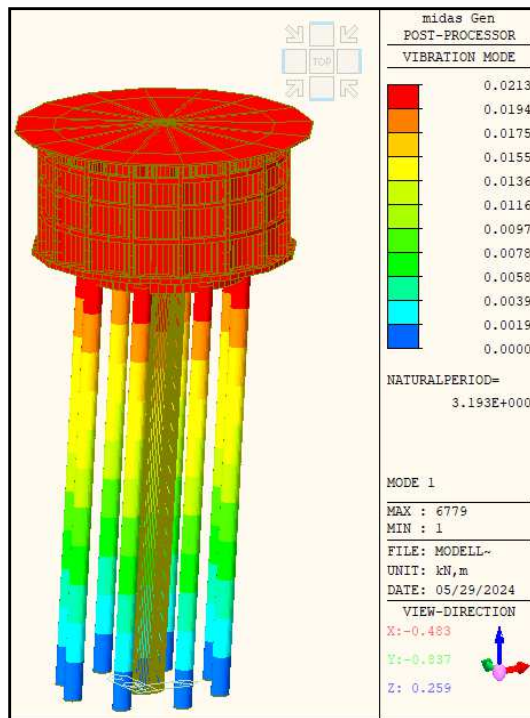 midas Gen
POST-PROCESSOR
VIBRATION MODE
TOP
0.0213
0.0194
0.0175
0.0155
0.0136
0.0116
0.0097
0.0078
0.0058
0.0039
0.0019
0.0000
NATURALPERIOD=
3.193E+000
MODE 1
MAX : 6779
MIN : 1
FILE: MODELL~
UNIT: kN,m
DATE: 05/29/2024
VIEW-DIRECTION
X:-0.483
Y:-0.837
Z: 0.259